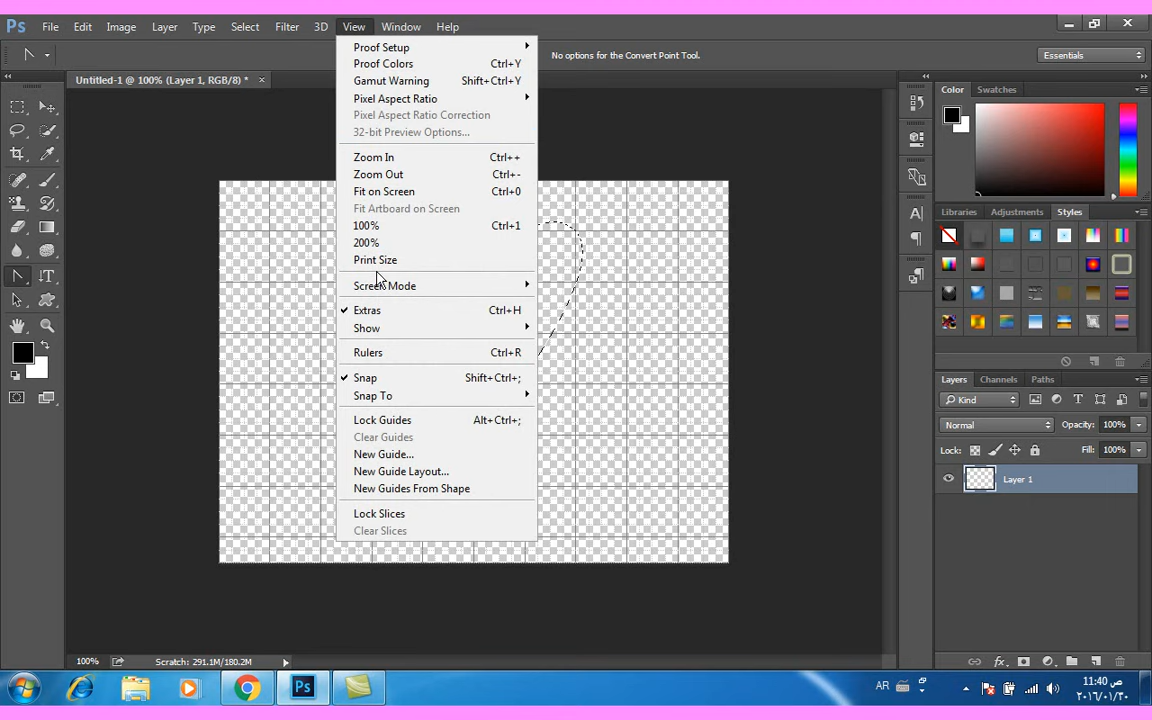 Ps File Edit Image Layer Type Select Filter 3D View Window Help
No options for the Convert Point Tool. Essentials
Untitled-1 @ 100% (Layer 1, RGB/8) * ×
Proof Setup
Proof Colors Ctrl+Y
Gamut Warning Shift+Ctrl+Y
Pixel Aspect Ratio
Pixel Aspect Ratio Correction
32-bit Preview Options...
Zoom In Ctrl++
Zoom Out Ctrl+-
Fit on Screen Ctrl+0
Fit Artboard on Screen
100% Ctrl+1
200%
Print Size
Screen Mode
Extras Ctrl+H
Show
Rulers Ctrl+R
Snap Shift+Ctrl+;
Snap To
Lock Guides Alt+Ctrl+;
Clear Guides
New Guide...
New Guide Layout...
New Guides From Shape
Lock Slices
Clear Slices
Color Swatches
Libraries Adjustments Styles
Layers Channels Paths
Kind
Normal Opacity: 100%
Lock: Fill: 100%
Layer 1
100% Scratch: 291.1M/180.2M
Ps AR 11:40 ص
٢٠١٦/٠١/٣٠